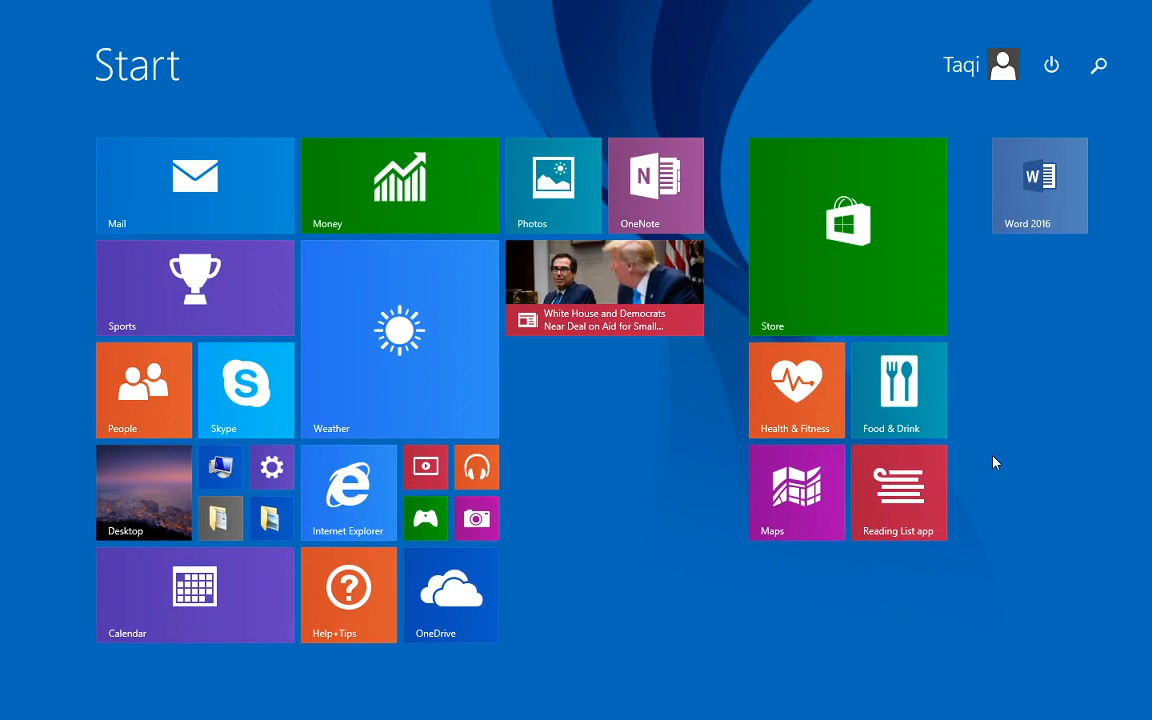 Start
Taqi
Mail
Money
Photos
OneNote
Sports
Weather
White House and Democrats
Near Deal on Aid for Small...
People
Skype
Desktop
Internet Explorer
Calendar
Help+Tips
OneDrive
Store
Health & Fitness
Food & Drink
Maps
Reading List app
Word 2016